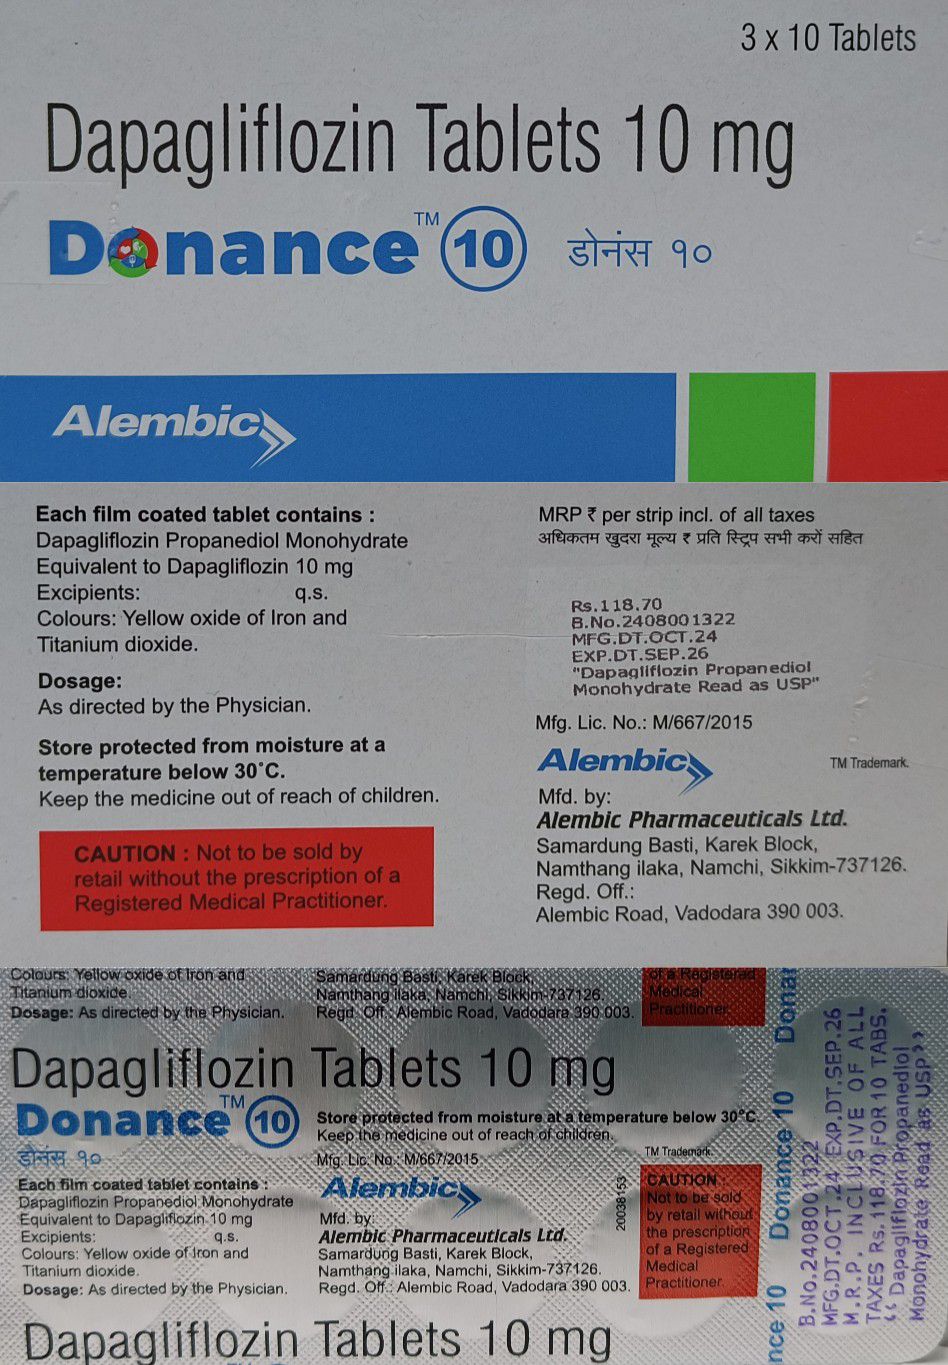 3 x 10 Tablets
Dapagliflozin Tablets 10 mg
Donance™ 10 डोनंस १०
Alembic
Each film coated tablet contains :
Dapagliflozin Propanediol Monohydrate
Equivalent to Dapagliflozin 10 mg
Excipients: q.s.
Colours: Yellow oxide of Iron and
Titanium dioxide.
Dosage:
As directed by the Physician.
Store protected from moisture at a
temperature below 30°C.
Keep the medicine out of reach of children.
CAUTION : Not to be sold by
retail without the prescription of a
Registered Medical Practitioner.
MRP ₹ per strip incl. of all taxes
अधिकतम खुदरा मूल्य ₹ प्रति स्ट्रिप सभी करों सहित
Rs.118.70
B.No.2408001322
MFG.DT.OCT.24
EXP.DT.SEP.26
"Dapagliflozin Propanediol
Monohydrate Read as USP"
Mfg. Lic. No.: M/667/2015
Alembic
TM Trademark.
Mfd. by:
Alembic Pharmaceuticals Ltd.
Samardung Basti, Karek Block,
Namthang ilaka, Namchi, Sikkim-737126.
Regd. Off.:
Alembic Road, Vadodara 390 003.
Colours: Yellow oxide of Iron and
Titanium dioxide.
Dosage: As directed by the Physician.
Samardung Basti, Karek Block,
Namthang ilaka, Namchi, Sikkim-737126.
Regd. Off.: Alembic Road, Vadodara 390 003.
of a Registered
Medical
Practitioner.
Dapagliflozin Tablets 10 mg
Donance™ 10
डोनंस १०
Store protected from moisture at a temperature below 30°C.
Keep the medicine out of reach of children.
Mfg. Lic. No.: M/667/2015
TM Trademark.
Each film coated tablet contains :
Dapagliflozin Propanediol Monohydrate
Equivalent to Dapagliflozin 10 mg
Excipients: q.s.
Colours: Yellow oxide of Iron and
Titanium dioxide.
Dosage: As directed by the Physician.
Alembic
Mfd. by:
Alembic Pharmaceuticals Ltd.
Samardung Basti, Karek Block,
Namthang ilaka, Namchi, Sikkim-737126.
Regd. Off.: Alembic Road, Vadodara 390 003.
20038153
CAUTION :
Not to be sold
by retail without
the prescription
of a Registered
Medical
Practitioner.
Dapagliflozin Tablets 10 mg
TM
nce 10 Donance 10 Donan
B.No.2408001322
MFG.DT.OCT.24 EXP.DT.SEP.26
M.R.P. INCLUSIVE OF ALL
TAXES Rs.118.70 FOR 10 TABS.
“Dapagliflozin Propanediol
Monohydrate Read as USP”